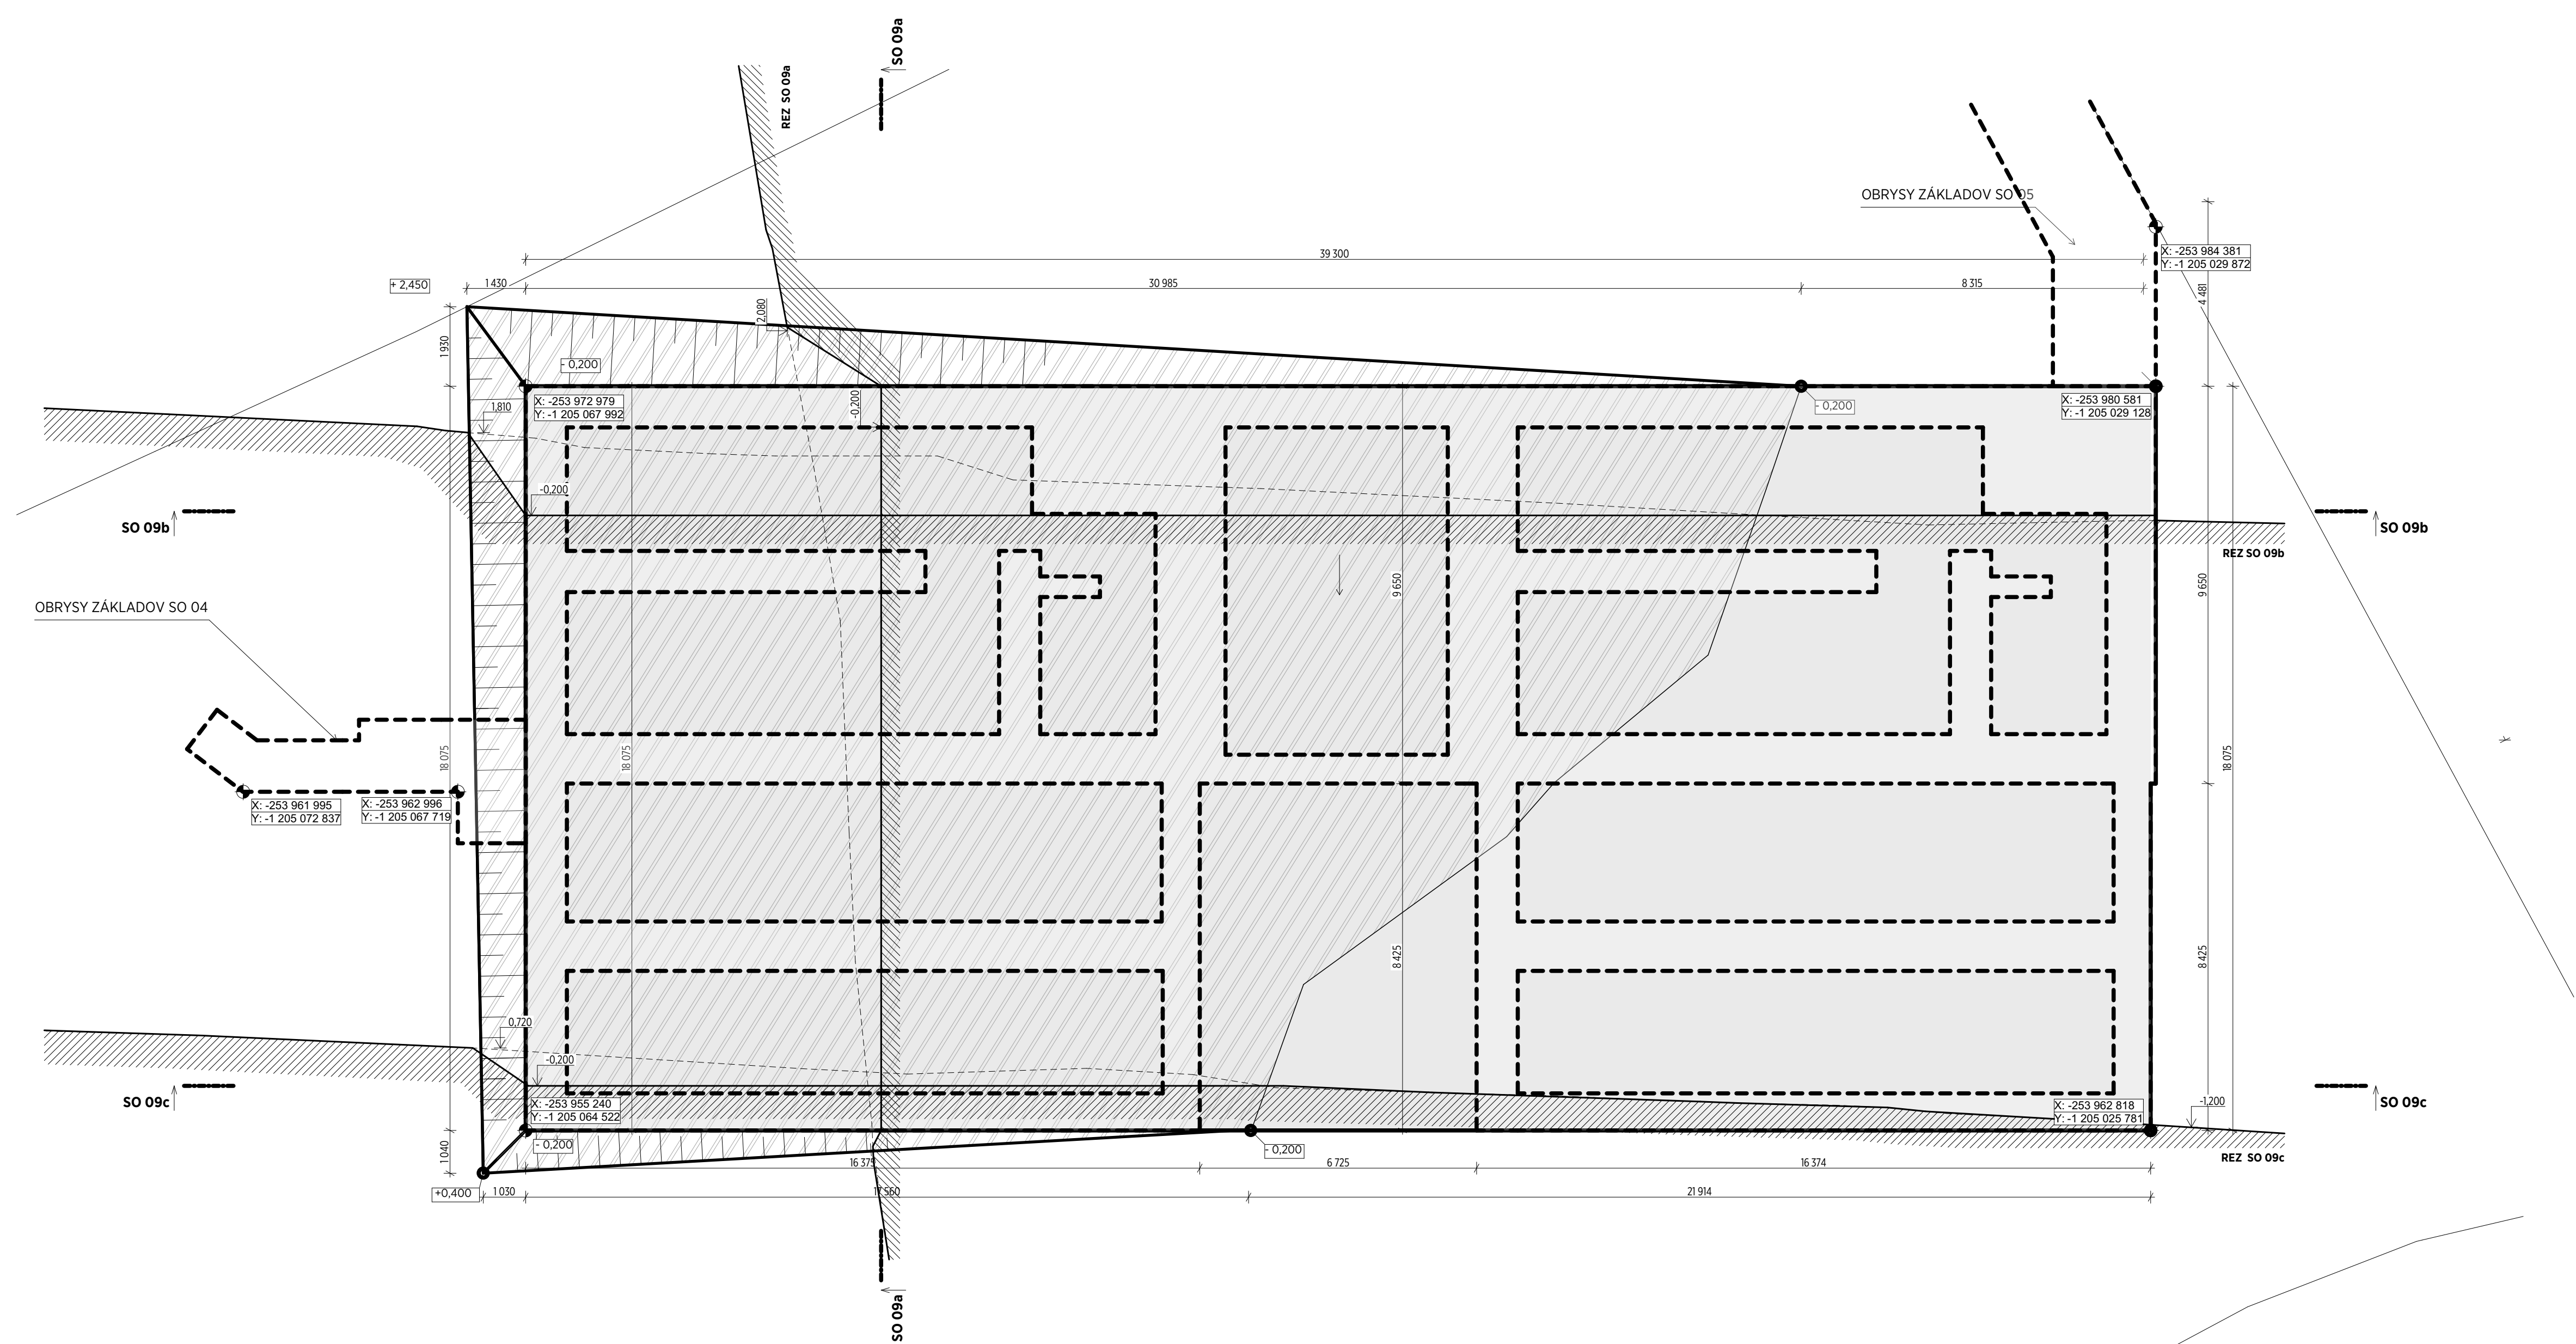 SO 09a
REZ SO 09a
OBRYSY ZÁKLADOV SO 05
39 300
X: -253 984 381
Y: -1 205 029 872
+ 2,450
1 430
30 985
8 315
4 481
2,080
1 930
- 0,200
X: -253 972 979
Y: -1 205 067 992
-0,200
- 0,200
X: -253 980 581
Y: -1 205 029 128
1,810
-0,200
SO 09b
SO 09b
REZ SO 09b
9 650
9 650
OBRYSY ZÁKLADOV SO 04
18 075
18 075
18 075
X: -253 961 995
Y: -1 205 072 837
X: -253 962 996
Y: -1 205 067 719
8 425
8 425
0,720
-0,200
SO 09c
X: -253 955 240
Y: -1 205 064 522
X: -253 962 818
Y: -1 205 025 781
-1,200
SO 09c
1 040
- 0,200
- 0,200
REZ SO 09c
16 375
6 725
16 374
+0,400
1 030
17 560
21 914
SO 09a